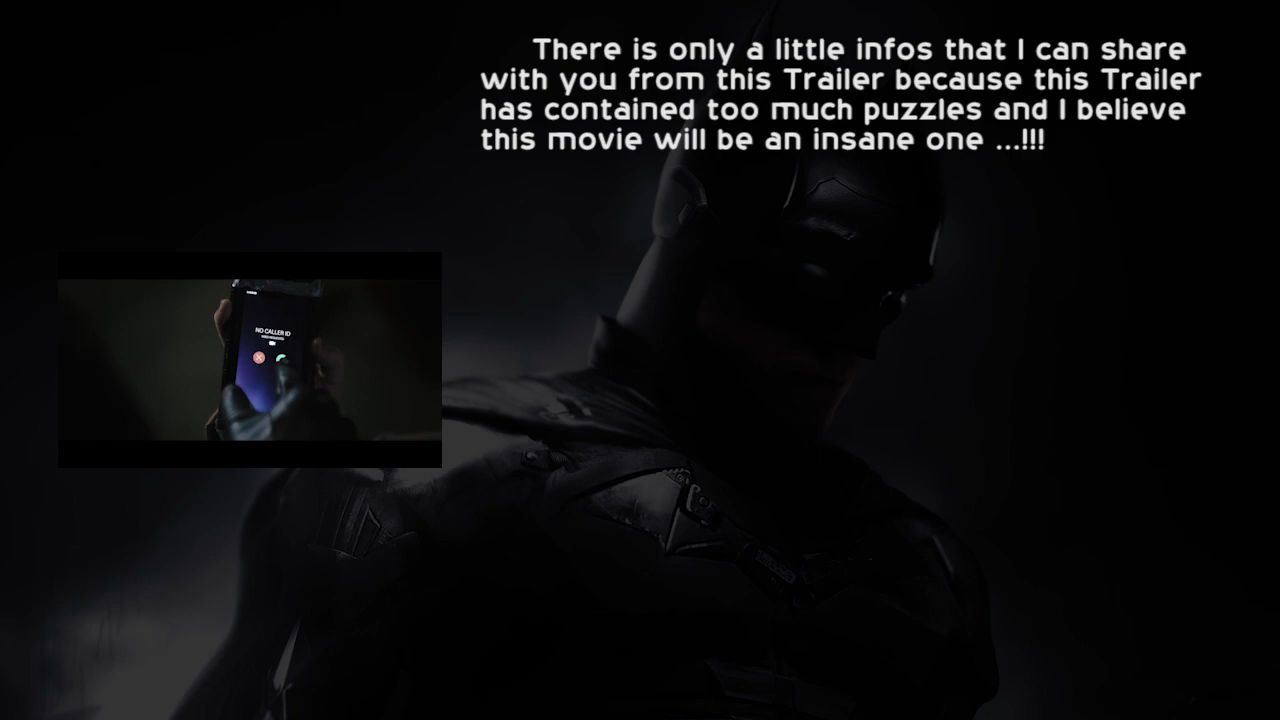 There is only a little infos that I can share
with you from this Trailer because this Trailer
has contained too much puzzles and I believe
this movie will be an insane one ...!!!
NO CALLER ID